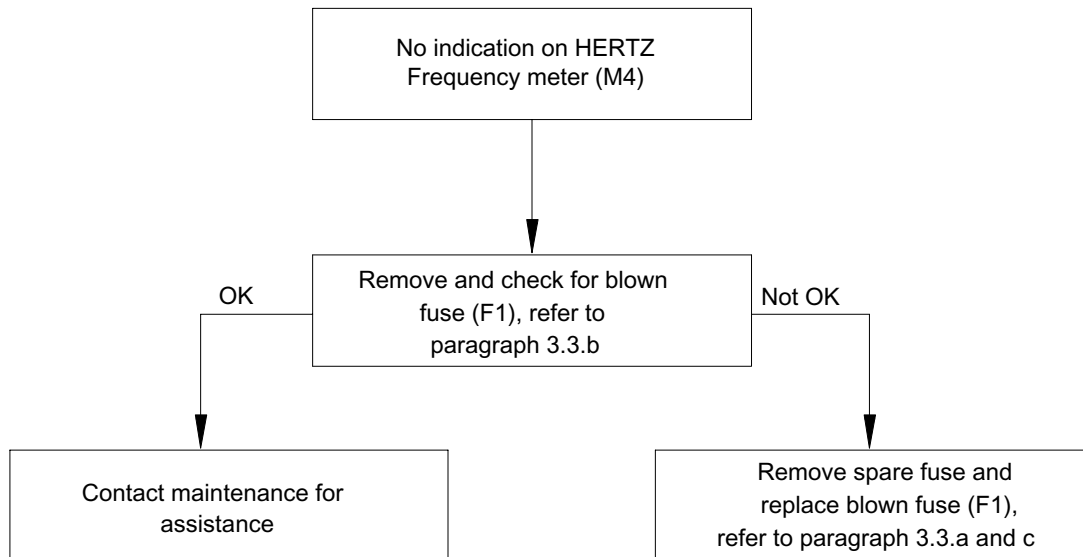 No indication on HERTZ
Frequency meter (M4)
Remove and check for blown
fuse (F1), refer to
paragraph 3.3.b
OK
Not OK
Contact maintenance for
assistance
Remove spare fuse and
replace blown fuse (F1),
refer to paragraph 3.3.a and c